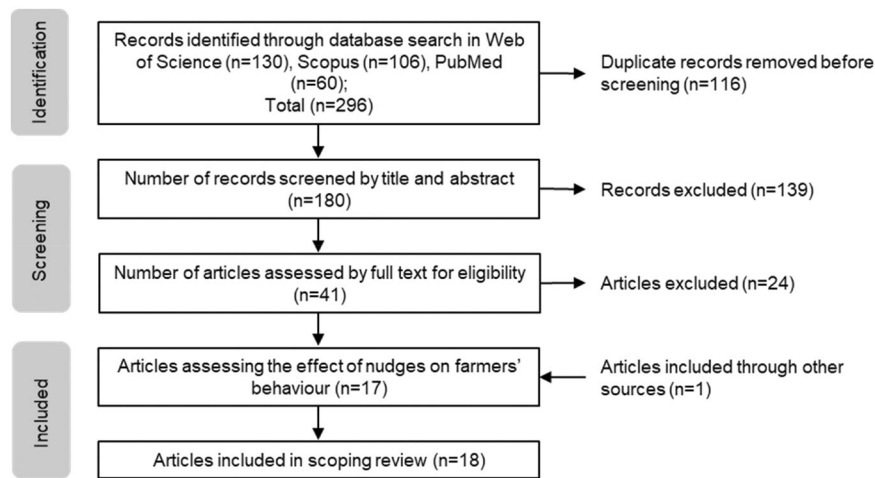 Identification
Records identified through database search in Web
of Science (n=130), Scopus (n=106), PubMed
(n=60);
Total (n=296)
Duplicate records removed before
screening (n=116)
Screening
Number of records screened by title and abstract
(n=180)
Records excluded (n=139)
Number of articles assessed by full text for eligibility
(n=41)
Articles excluded (n=24)
Included
Articles assessing the effect of nudges on farmers’
behaviour (n=17)
Articles included through other
sources (n=1)
Articles included in scoping review (n=18)